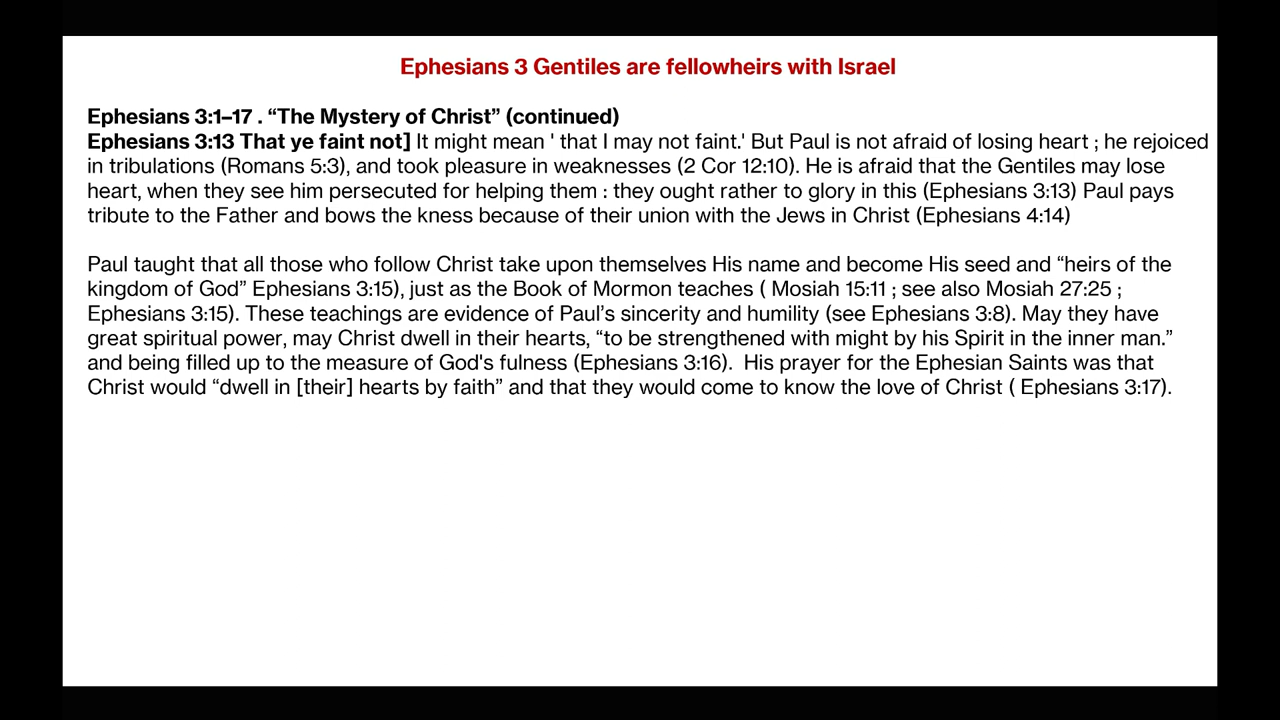 Ephesians 3 Gentiles are fellowheirs with Israel
Ephesians 3:1–17 . “The Mystery of Christ” (continued)
Ephesians 3:13 That ye faint not] It might mean ' that I may not faint.' But Paul is not afraid of losing heart ; he rejoiced
in tribulations (Romans 5:3), and took pleasure in weaknesses (2 Cor 12:10). He is afraid that the Gentiles may lose
heart, when they see him persecuted for helping them : they ought rather to glory in this (Ephesians 3:13) Paul pays
tribute to the Father and bows the kness because of their union with the Jews in Christ (Ephesians 4:14)
Paul taught that all those who follow Christ take upon themselves His name and become His seed and “heirs of the
kingdom of God” Ephesians 3:15), just as the Book of Mormon teaches ( Mosiah 15:11 ; see also Mosiah 27:25 ;
Ephesians 3:15). These teachings are evidence of Paul’s sincerity and humility (see Ephesians 3:8). May they have
great spiritual power, may Christ dwell in their hearts, “to be strengthened with might by his Spirit in the inner man.”
and being filled up to the measure of God's fulness (Ephesians 3:16).  His prayer for the Ephesian Saints was that
Christ would “dwell in [their] hearts by faith” and that they would come to know the love of Christ ( Ephesians 3:17).